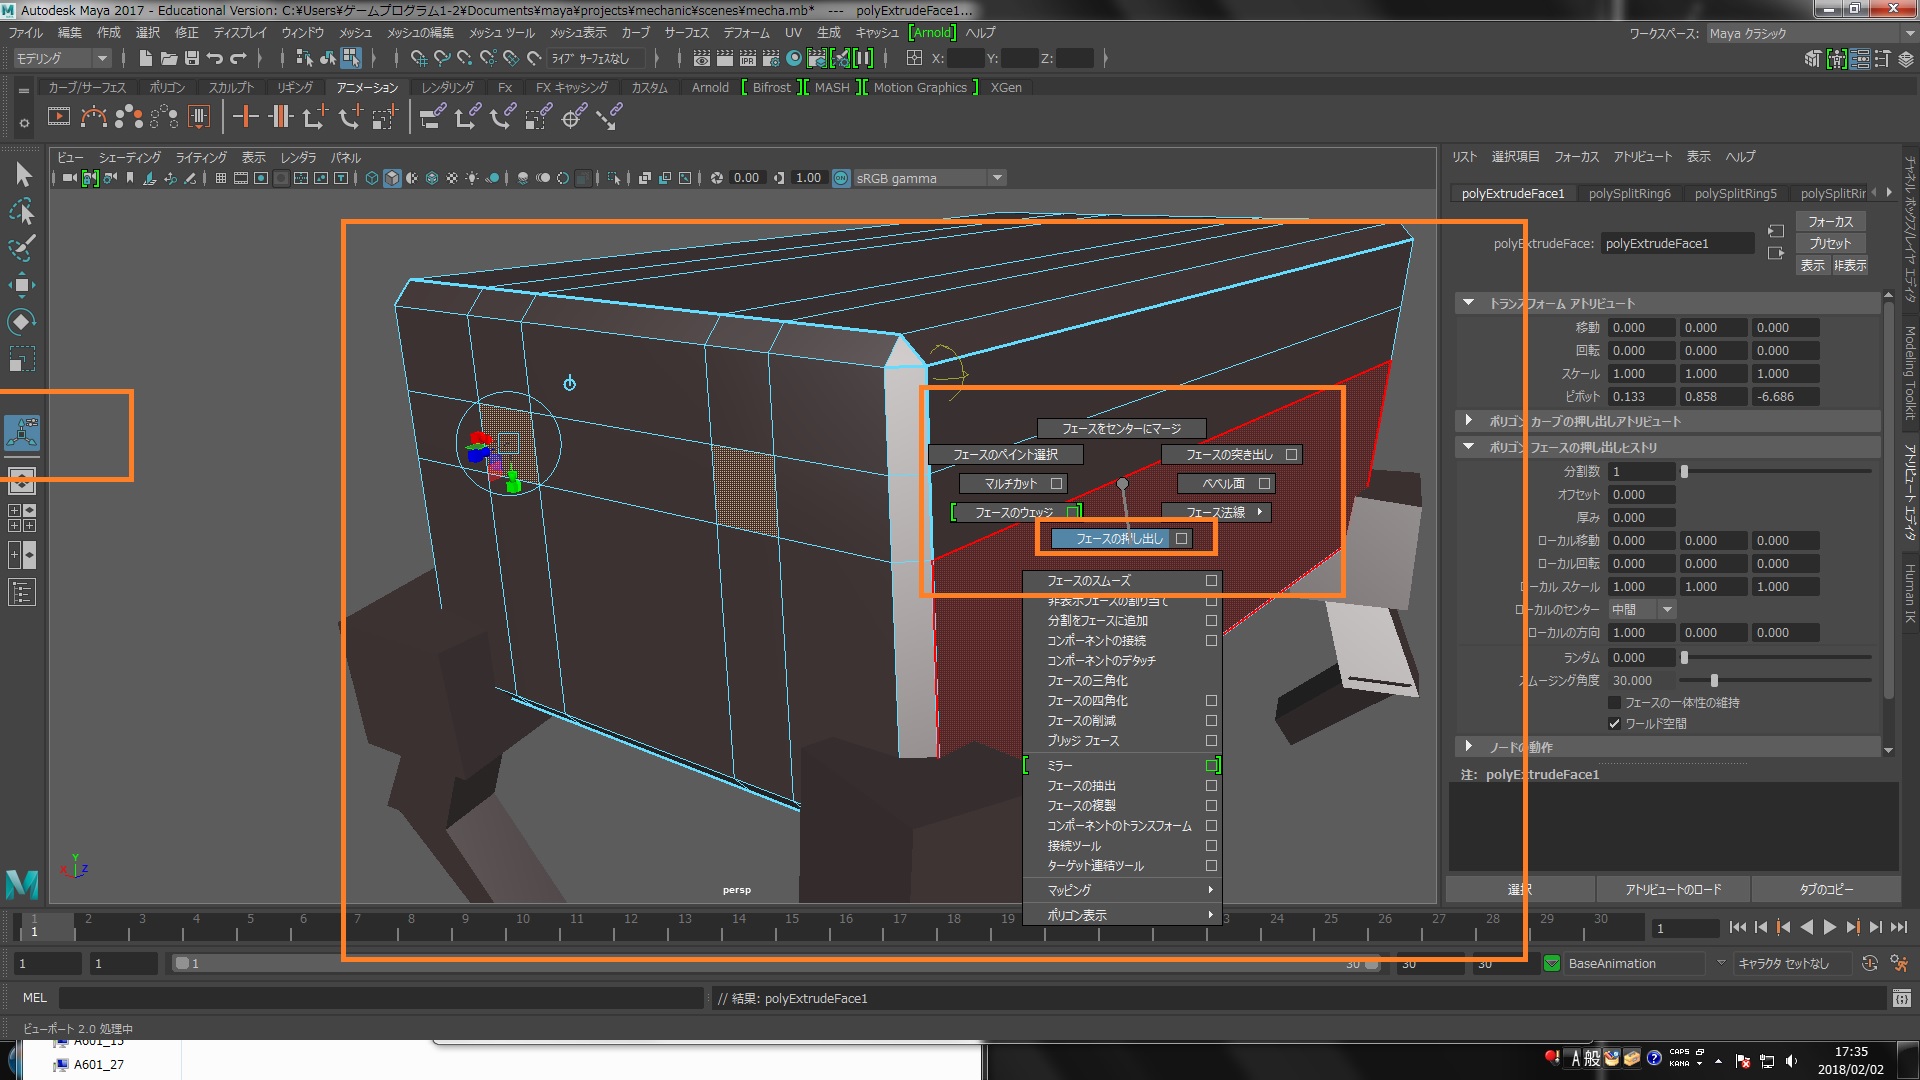 Autodesk Maya 2017 - Educational Version: C:¥Users¥ゲームプログラム1-2¥Documents¥maya¥projects¥mechanic¥scenes¥mecha.mb* --- polyExtrudeFace1...
ファイル 編集 作成 選択 修正 ディスプレイ ウィンドウ メッシュ メッシュの編集 メッシュ ツール メッシュ表示 カーブ サーフェス デフォーム UV 生成 キャッシュ [Arnold] ヘルプ
ワークスペース: Maya クラシック
モデリング
ライブ サーフェスなし
X: Y: Z:
カーブ/サーフェス ポリゴン スカルプト リギング アニメーション レンダリング Fx FX キャッシング カスタム Arnold [ Bifrost ][ MASH ][ Motion Graphics ] XGen
ビュー シェーディング ライティング 表示 レンダラ パネル
0.00 1.00 sRGB gamma
リスト 選択項目 フォーカス アトリビュート 表示 ヘルプ
polyExtrudeFace1 polySplitRing6 polySplitRing5 polySplitRir
フォーカス
polyExtrudeFace: polyExtrudeFace1
プリセット
表示 非表示
トランスフォーム アトリビュート
移動 0.000 0.000 0.000
回転 0.000 0.000 0.000
スケール 1.000 1.000 1.000
ピボット 0.133 0.858 -6.686
ポリゴン カーブの押し出しアトリビュート
ポリゴン フェースの押し出しヒストリ
分割数 1
オフセット 0.000
厚み 0.000
ローカル移動 0.000 0.000 0.000
ローカル回転 0.000 0.000 0.000
ローカル スケール 1.000 1.000 1.000
ローカルのセンター 中間
ローカルの方向 1.000 0.000 0.000
ランダム 0.000
スムージング角度 30.000
フェースの一体性の維持
ワールド空間
ノードの動作
注: polyExtrudeFace1
選択 アトリビュートのロード タブのコピー
チャネル ボックス/レイヤ エディタ
Modeling Toolkit
アトリビュート エディタ
Human IK
フェースをセンターにマージ
フェースのペイント選択 フェースの突き出し
マルチカット ベベル面
フェースのウェッジ フェース法線
フェースの押し出し
フェースのスムーズ
非表示フェースの割り当て
分割をフェースに追加
コンポーネントの接続
コンポーネントのデタッチ
フェースの三角化
フェースの四角化
フェースの削減
ブリッジ フェース
ミラー
フェースの抽出
フェースの複製
コンポーネントのトランスフォーム
接続ツール
ターゲット連結ツール
マッピング
ポリゴン表示
Y
X Z
persp
1 2 3 4 5 6 7 8 9 10 11 12 13 14 15 16 17 18 19 23 24 25 26 27 28 29 30
1 1
1 1 1 30 30 30 BaseAnimation キャラクタ セットなし
MEL // 結果: polyExtrudeFace1
ビューポート 2.0 処理中
A601_15
A601_27
A 般 CAPS KANA
17:35
2018/02/02